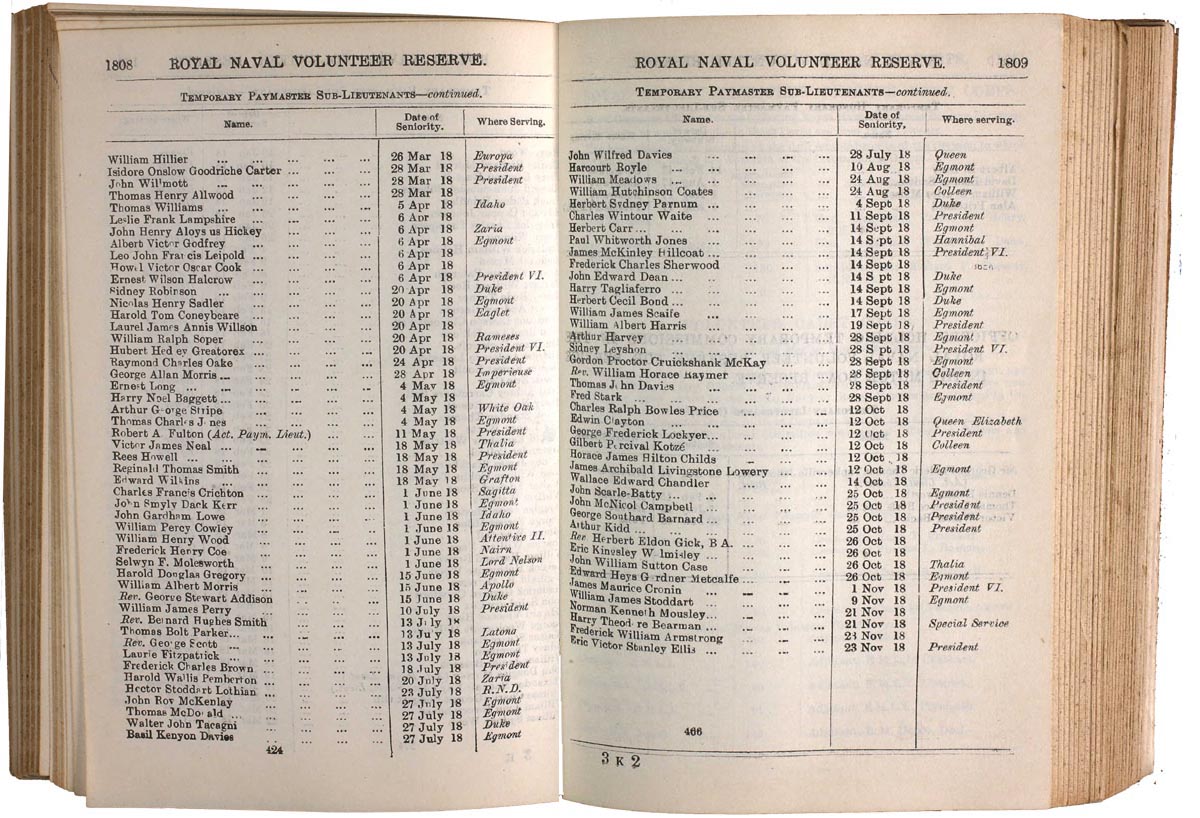 1808 ROYAL NAVAL VOLUNTEER RESERVE.
TEMPORARY PAYMASTER SUB-LIEUTENANTS—continued.
Name. Date of Seniority. Where Serving.
William Hillier ... ... ... ... 26 Mar 18 Europa
Isidore Onslow Goodriche Carter ... ... ... 28 Mar 18 President
John Wilmott ... ... ... ... 28 Mar 18 President
Thomas Henry Allwood ... ... ... ... 28 Mar 18
Thomas Williams ... ... ... ... 5 Apr 18 Idaho
Leslie Frank Lampshire ... ... ... ... 6 Apr 18
John Henry Aloysius Hickey ... ... ... 6 Apr 18 Zaria
Albert Victor Godfrey ... ... ... ... 6 Apr 18 Egmont
Leo John Francis Leipold ... ... ... ... 6 Apr 18
Howel Victor Oscar Cook ... ... ... ... 6 Apr 18
Ernest Wilson Halcrow ... ... ... ... 6 Apr 18 President VI.
Sidney Robinson ... ... ... ... 20 Apr 18 Duke
Nicolas Henry Sadler ... ... ... ... 20 Apr 18 Egmont
Harold Tom Coneybeare ... ... ... ... 20 Apr 18 Eaglet
Laurel James Annis Willson ... ... ... 20 Apr 18
William Ralph Soper ... ... ... ... 20 Apr 18 Rameses
Hubert Hedley Greatorex ... ... ... ... 20 Apr 18 President VI.
Raymond Charles Oake ... ... ... ... 24 Apr 18 President
George Allan Morris ... ... ... ... 28 Apr 18 Imperieuse
Ernest Long ... ... ... ... 4 May 18 Egmont
Harry Noel Baggett ... ... ... ... 4 May 18
Arthur George Stripe ... ... ... ... 4 May 18 White Oak
Thomas Charles Jones ... ... ... ... 4 May 18 Egmont
Robert A. Fulton (Act. Paym. Lieut.) ... ... 11 May 18 President
Victor James Neal ... ... ... ... 18 May 18 Thalia
Rees Howell ... ... ... ... 18 May 18 President
Reginald Thomas Smith ... ... ... 18 May 18 Egmont
Edward Wilkins ... ... ... ... 18 May 18 Grafton
Charles Francis Crichton ... ... ... 1 June 18 Sagitta
John Smyly Dack Kerr ... ... ... 1 June 18 Egmont
John Gardham Lowe ... ... ... 1 June 18 Idaho
William Percy Cowley ... ... ... 1 June 18 Egmont
William Henry Wood ... ... ... 1 June 18 Attentive II.
Frederick Henry Coe ... ... ... 1 June 18 Nairn
Selwyn F. Molesworth ... ... ... 1 June 18 Lord Nelson
Harold Douglas Gregory ... ... ... 15 June 18 Egmont
William Albert Morris ... ... ... 15 June 18 Apollo
Rev. George Stewart Addison ... ... ... 15 June 18 Duke
William James Perry ... ... ... 10 July 18 President
Rev. Bernard Hughes Smith ... ... ... 13 July 18
Thomas Bolt Parker... ... ... ... 13 July 18 Latona
Rev. George Scott ... ... ... ... 13 July 18 Egmont
Laurie Fitzpatrick ... ... ... ... 13 July 18 Egmont
Frederick Charles Brown ... ... ... 18 July 18 President
Harold Wallis Pemberton ... ... ... ... 20 July 18 Zaria
Hector Stoddart Lothian ... ... ... ... 23 July 18 R.N.D.
John Roy McKenlay ... ... ... 27 July 18 Egmont
Thomas McDonald ... ... ... ... 27 July 18 Egmont
Walter John Tacagni ... ... ... 27 July 18 Duke
Basil Kenyon Davies ... ... ... 27 July 18 Egmont
424
ROYAL NAVAL VOLUNTEER RESERVE. 1809
TEMPORARY PAYMASTER SUB-LIEUTENANTS—continued.
Name. Date of Seniority. Where serving.
John Wilfred Davies ... ... ... ... 28 July 18 Queen
Harcourt Royle ... ... ... ... 10 Aug 18 Egmont
William Meadows ... ... ... ... 24 Aug 18 Egmont
William Hutchinson Coates ... ... ... ... 24 Aug 18 Colleen
Herbert Sydney Parnum ... ... ... ... 4 Sept 18 Duke
Charles Wintour Waite ... ... ... ... 11 Sept 18 President
Herbert Carr ... ... ... ... ... 14 Sept 18 Egmont
Paul Whitworth Jones ... ... ... ... 14 Sept 18 Hannibal
James McKinley Hillcoat ... ... ... ... 14 Sept 18 President VI.
Frederick Charles Sherwood ... ... ... 14 Sept 18
John Edward Dean ... ... ... ... ... 14 Sept 18 Duke
Harry Tagliaferro ... ... ... ... 14 Sept 18 Egmont
Herbert Cecil Bond ... ... ... ... ... 14 Sept 18 Duke
William James Scaife ... ... ... ... 17 Sept 18 Egmont
William Albert Harris ... ... ... ... 19 Sept 18 President
Arthur Harvey ... ... ... ... 28 Sept 18 Egmont
Sidney Leyshon ... ... ... ... 28 Sept 18 President VI.
Gordon Proctor Cruickshank McKay ... ... 28 Sept 18 Egmont
Rev. William Horace Raymer ... ... ... 28 Sept 18 Colleen
Thomas John Davies ... ... ... ... 28 Sept 18 President
Fred Stark ... ... ... ... 28 Sept 18 Egmont
Charles Ralph Bowles Price ... ... ... 12 Oct 18
Edwin Clayton ... ... ... ... 12 Oct 18 Queen Elizabeth
George Frederick Lockyer... ... ... ... 12 Oct 18 President
Gilbert Percival Kotzé ... ... ... ... 12 Oct 18 Colleen
Horace James Hilton Childs ... ... ... 12 Oct 18
James Archibald Livingstone Lowery ... ... 12 Oct 18 Egmont
Wallace Edward Chandler ... ... ... 14 Oct 18
John Scarle-Batty ... ... ... ... ... 25 Oct 18 Egmont
John McNicol Campbell ... ... ... ... 25 Oct 18 President
George Southard Barnard ... ... ... ... 25 Oct 18 President
Arthur Kidd ... ... ... ... ... 25 Oct 18 President
Rev. Herbert Eldon Gick, B.A. ... ... ... 26 Oct 18
Eric Kingsley ... ... ... 26 Oct 18
John William Sutton Case ... ... ... 26 Oct 18 Thalia
Edward Heys Gardner Metcalfe ... ... ... 26 Oct 18 Egmont
James Maurice Cronin ... ... ... 1 Nov 18 President VI.
William James Stoddart ... ... ... 9 Nov 18 Egmont
Norman Kenneth Mousley... ... ... ... 21 Nov 18
Harry Theodore Bearman ... ... ... ... 21 Nov 18 Special Service
Frederick William Armstrong ... ... ... 23 Nov 18
Eric Victor Stanley Ellis ... ... ... ... 23 Nov 18 President
466
3 K 2